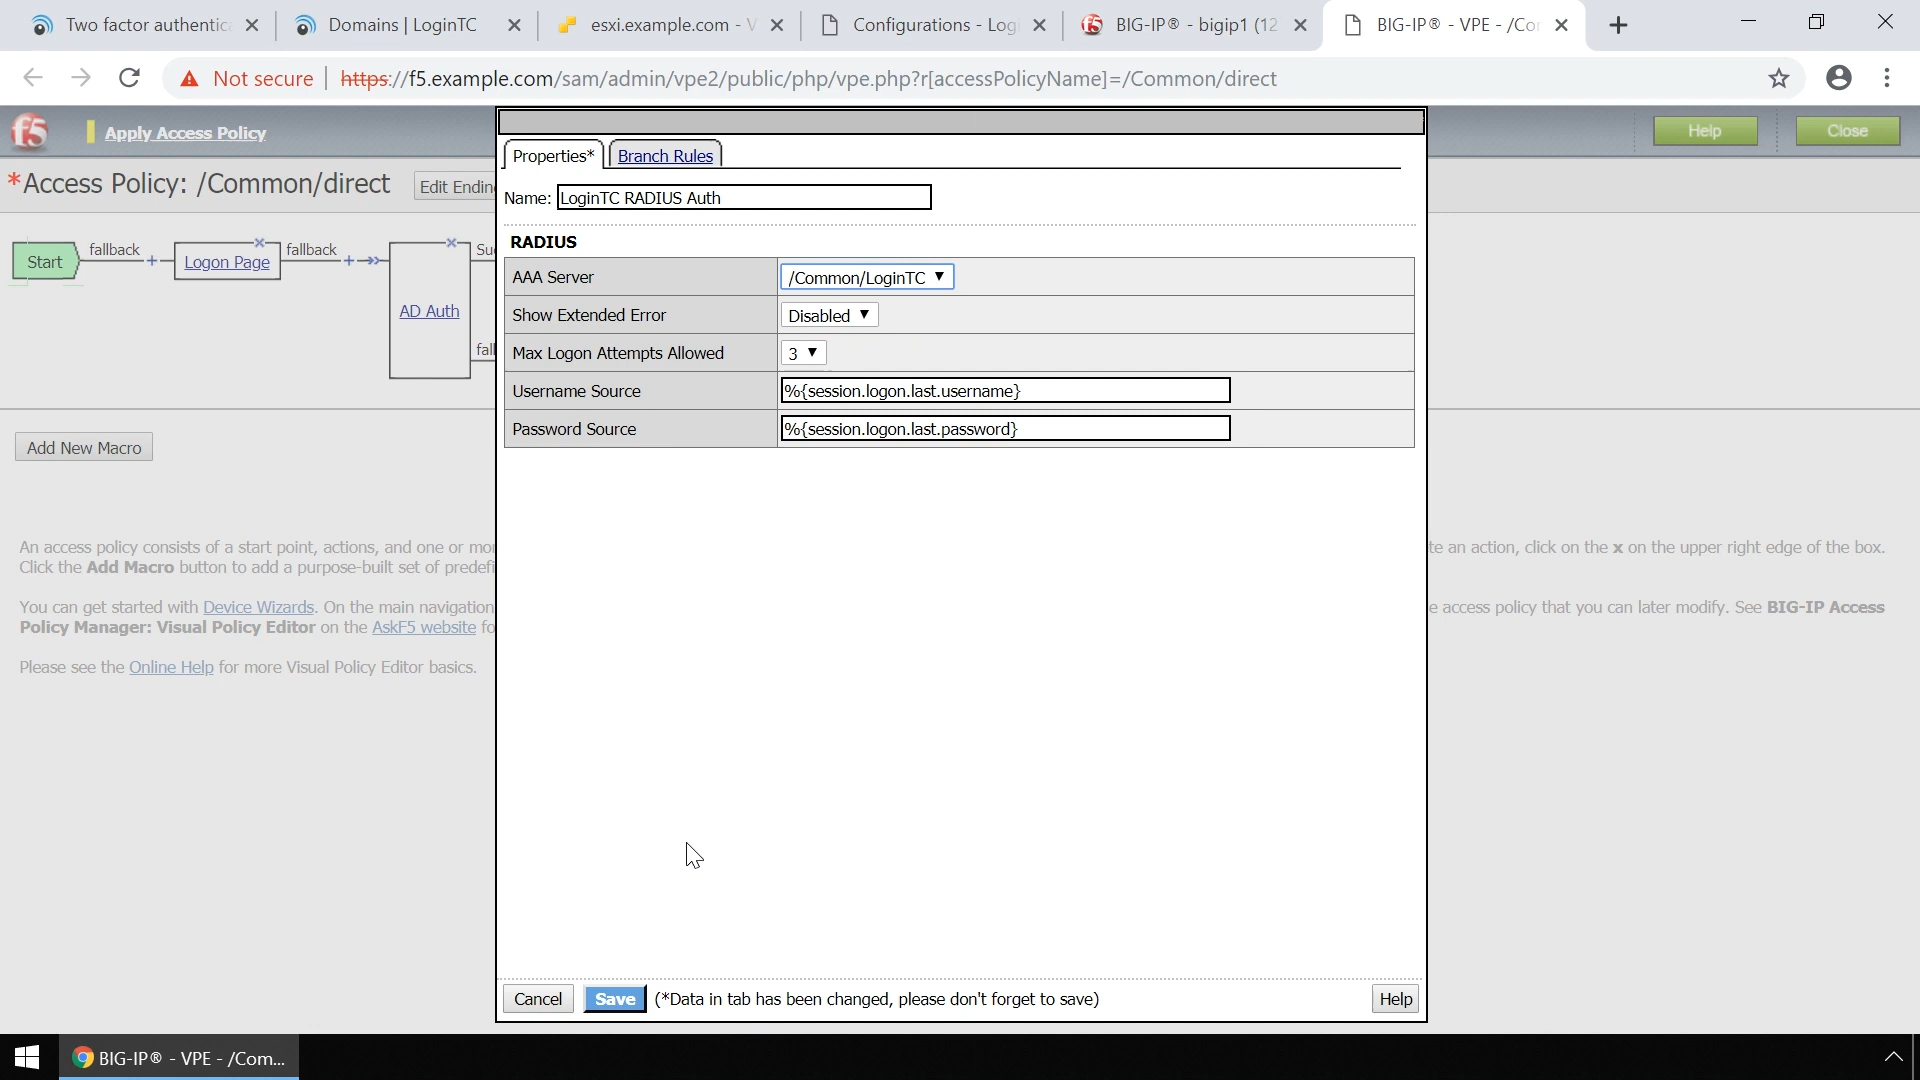 Two factor authentic
Domains | LoginTC
esxi.example.com - V
Configurations - Log
BIG-IP® - bigip1 (12
BIG-IP® - VPE - /Co
Not secure
https://f5.example.com/sam/admin/vpe2/public/php/vpe.php?r[accessPolicyName]=/Common/direct
f5
Apply Access Policy
Help
Close
Properties*
Branch Rules
*Access Policy: /Common/direct
Edit Endin
Name: LoginTC RADIUS Auth
RADIUS
Start
fallback
+
Logon Page
fallback
+
AD Auth
Su
fal
AAA Server
/Common/LoginTC
Show Extended Error
Disabled
Max Logon Attempts Allowed
3
Username Source
%{session.logon.last.username}
Password Source
%{session.logon.last.password}
Add New Macro
An access policy consists of a start point, actions, and one or mo
te an action, click on the x on the upper right edge of the box.
Click the Add Macro button to add a purpose-built set of predefi
You can get started with Device Wizards. On the main navigation
e access policy that you can later modify. See BIG-IP Access
Policy Manager: Visual Policy Editor on the AskF5 website fo
Please see the Online Help for more Visual Policy Editor basics.
Cancel
Save
(*Data in tab has been changed, please don't forget to save)
Help
BIG-IP® - VPE - /Com...